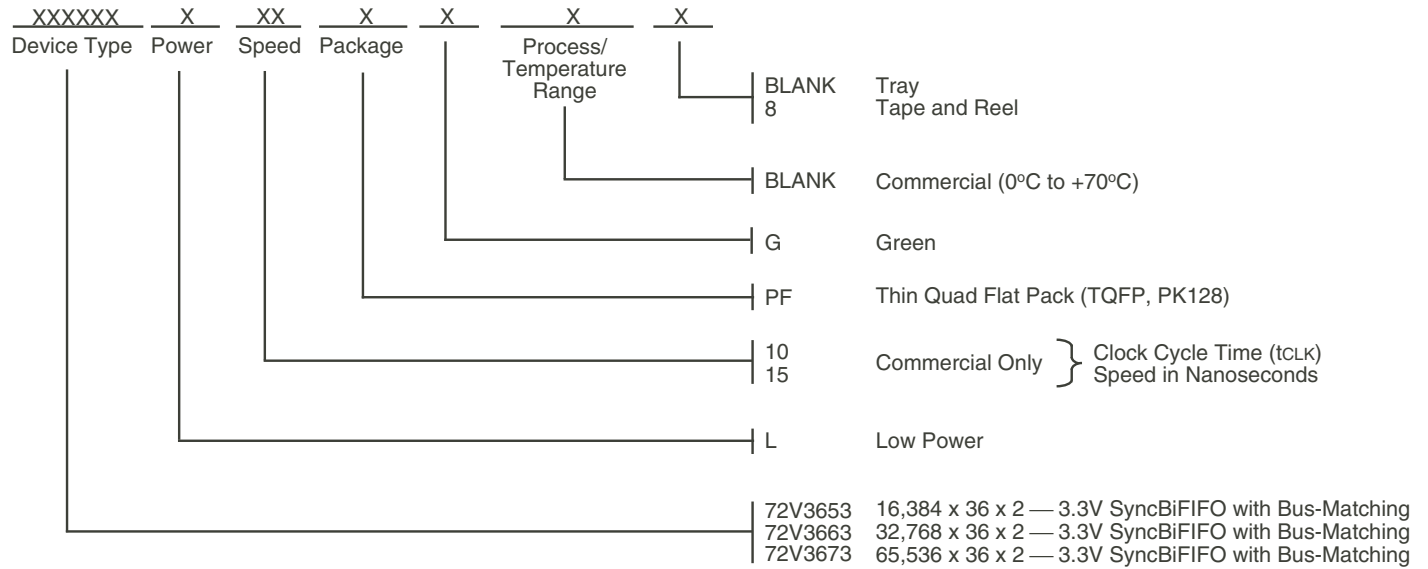 XXXXXX X XX X X X X
Device Type Power Speed Package Process/
Temperature
Range
BLANK Tray
8 Tape and Reel
BLANK Commercial (0ºC to +70ºC)
G Green
PF Thin Quad Flat Pack (TQFP, PK128)
10
15
Commercial Only } Clock Cycle Time (tCLK)
Speed in Nanoseconds
L Low Power
72V3653 16,384 x 36 x 2 — 3.3V SyncBiFIFO with Bus-Matching
72V3663 32,768 x 36 x 2 — 3.3V SyncBiFIFO with Bus-Matching
72V3673 65,536 x 36 x 2 — 3.3V SyncBiFIFO with Bus-Matching